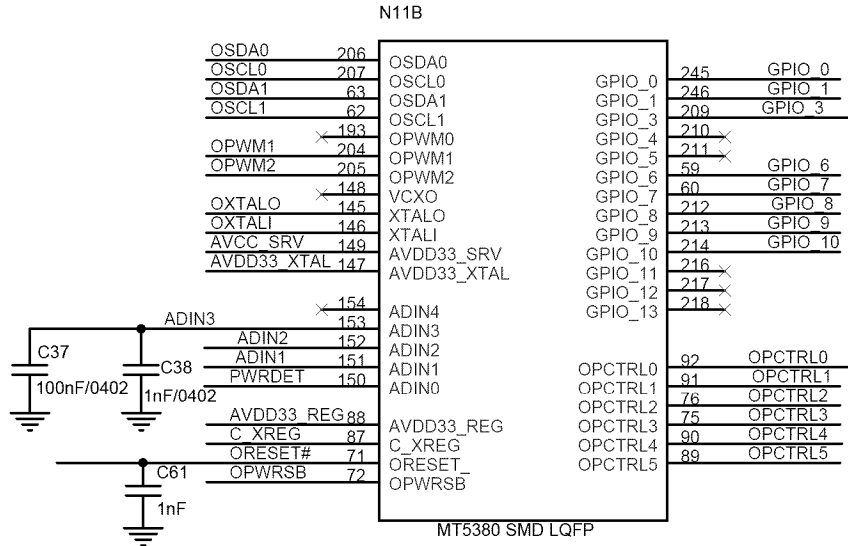 N11B
OSDA0 206 OSDA0
OSCL0 207 OSCL0
OSDA1 63 OSDA1
OSCL1 62 OSCL1
193 OPWM0
OPWM1 204 OPWM1
OPWM2 205 OPWM2
148 VCXO
OXTALO 145 XTALO
OXTALI 146 XTALI
AVCC_SRV 149 AVDD33_SRV
AVDD33_XTAL 147 AVDD33_XTAL
154 ADIN4
ADIN3 153 ADIN3
ADIN2 152 ADIN2
ADIN1 151 ADIN1
PWRDET 150 ADIN0
C37
100nF/0402
C38
1nF/0402
AVDD33_REG 88 AVDD33_REG
C_XREG 87 C_XREG
ORESET# 71 ORESET_
OPWRSB 72 OPWRSB
C61
1nF
GPIO_0 245 GPIO_0
GPIO_1 246 GPIO_1
GPIO_3 209 GPIO_3
GPIO_4 210
GPIO_5 211
GPIO_6 59 GPIO_6
GPIO_7 60 GPIO_7
GPIO_8 212 GPIO_8
GPIO_9 213 GPIO_9
GPIO_10 214 GPIO_10
GPIO_11 216
GPIO_12 217
GPIO_13 218
OPCTRL0 92 OPCTRL0
OPCTRL1 91 OPCTRL1
OPCTRL2 76 OPCTRL2
OPCTRL3 75 OPCTRL3
OPCTRL4 90 OPCTRL4
OPCTRL5 89 OPCTRL5
MT5380 SMD LQFP